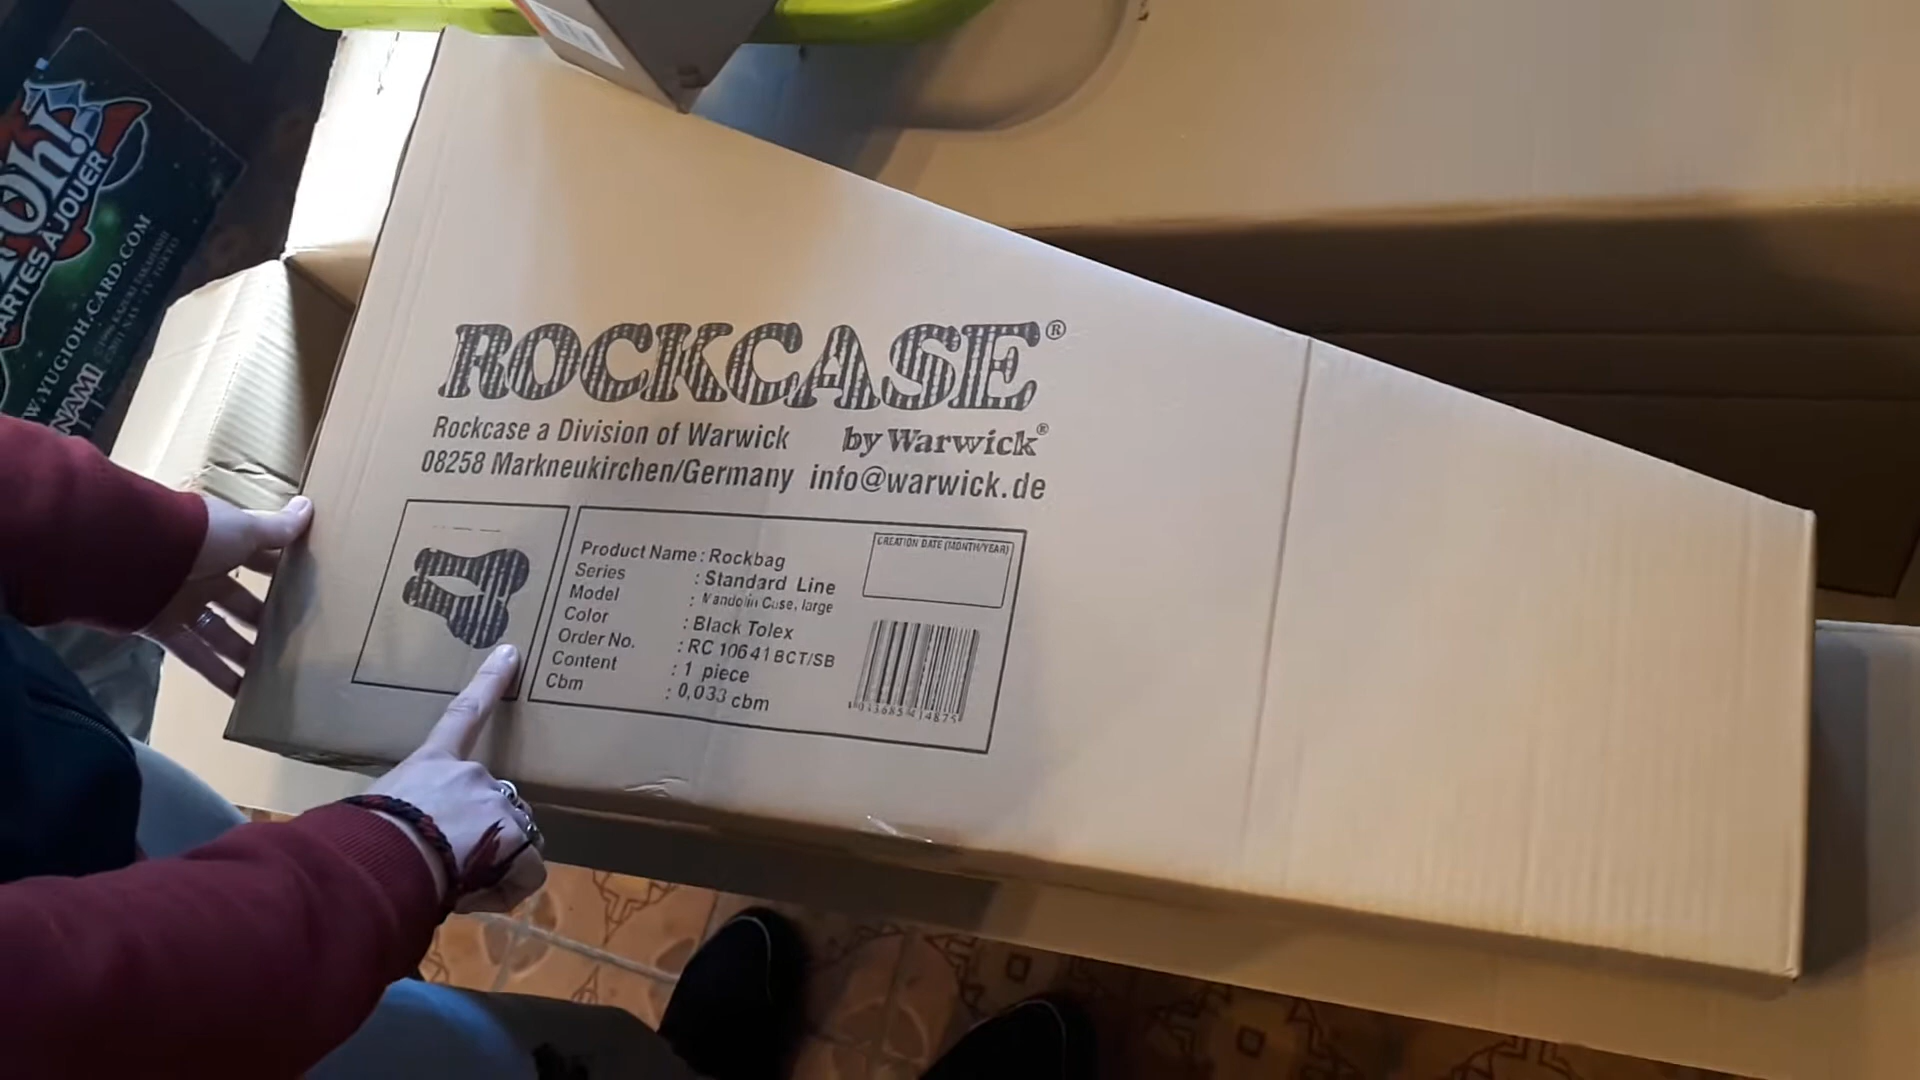 Oh!
CARTES À JOUER
WWW.YUGIOH.CARD.COM
KONAMI
ROCKCASE®
Rockcase a Division of Warwick by Warwick®
08258 Markneukirchen/Germany info@warwick.de
Product Name : Rockbag
Series : Standard Line
Model : Mandolin Case, large
Color : Black Tolex
Order No. : RC 10641 BCT/SB
Content : 1 piece
Cbm : 0,033 cbm
CREATION DATE (MONTH/YEAR)